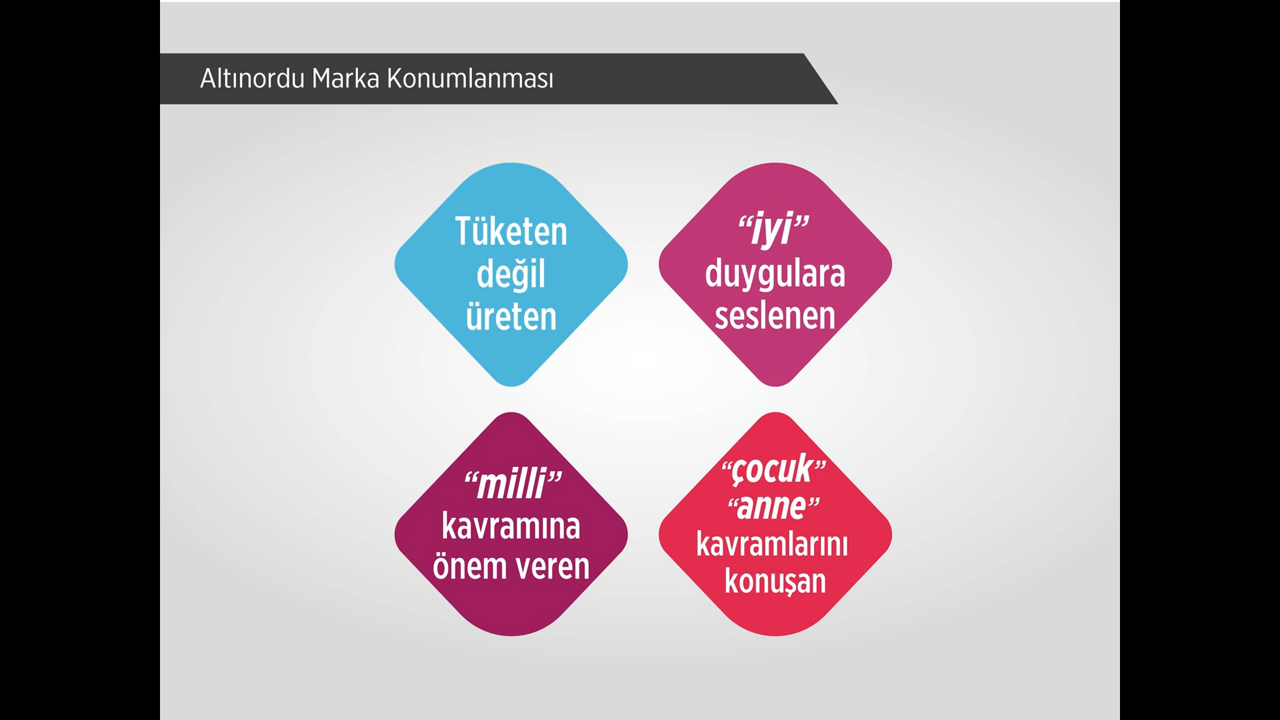 Altınordu Marka Konumlanması
Tüketen
değil
üreten
“iyi”
duygulara
seslenen
“milli”
kavramına
önem veren
“çocuk”
“anne”
kavramlarını
konuşan